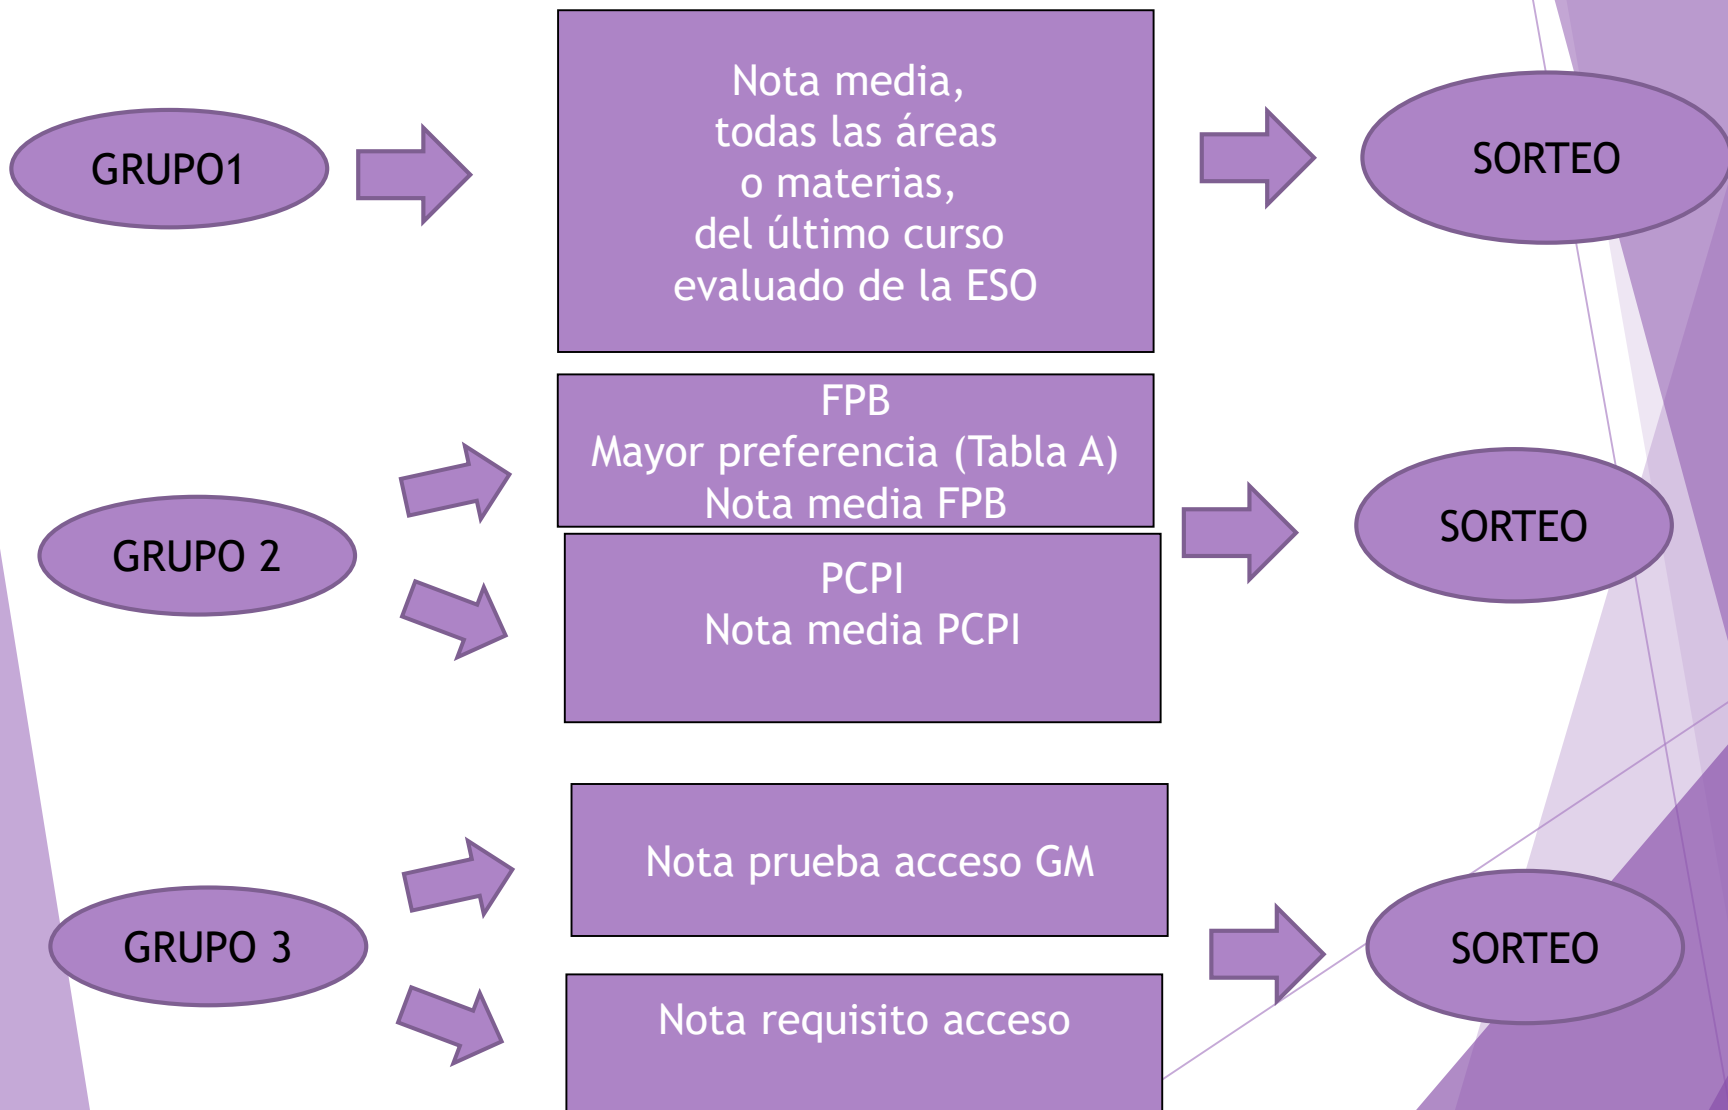 GRUPO1
Nota media,
todas las áreas
o materias,
del último curso
evaluado de la ESO
SORTEO
GRUPO 2
FPB
Mayor preferencia (Tabla A)
Nota media FPB
PCPI
Nota media PCPI
SORTEO
GRUPO 3
Nota prueba acceso GM
Nota requisito acceso
SORTEO